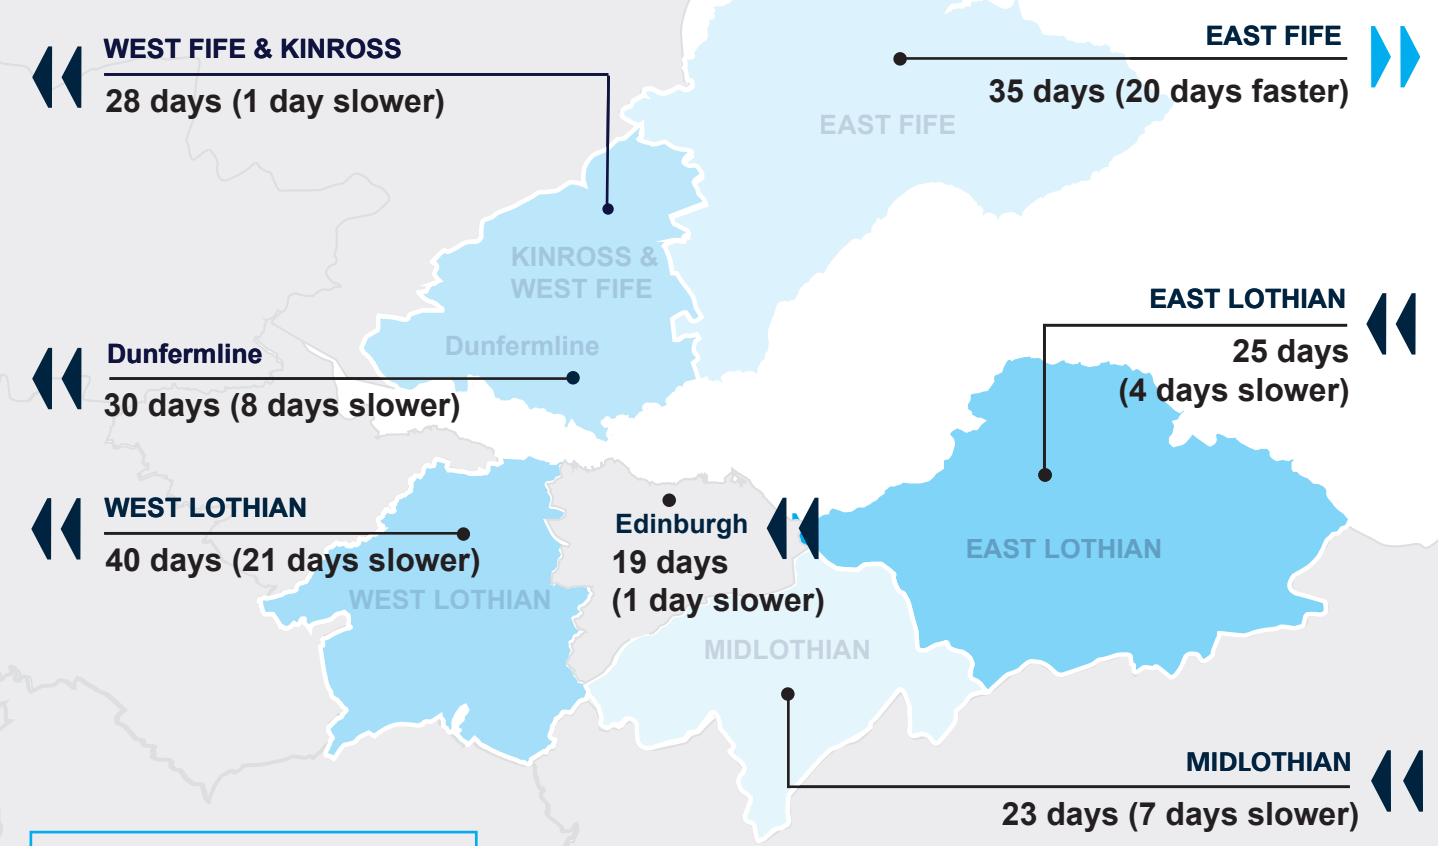 WEST FIFE & KINROSS
28 days (1 day slower)
EAST FIFE
35 days (20 days faster)
EAST FIFE
KINROSS &
WEST FIFE
Dunfermline
Dunfermline
30 days (8 days slower)
EAST LOTHIAN
25 days
(4 days slower)
WEST LOTHIAN
40 days (21 days slower)
WEST LOTHIAN
Edinburgh
19 days
(1 day slower)
EAST LOTHIAN
MIDLOTHIAN
MIDLOTHIAN
23 days (7 days slower)